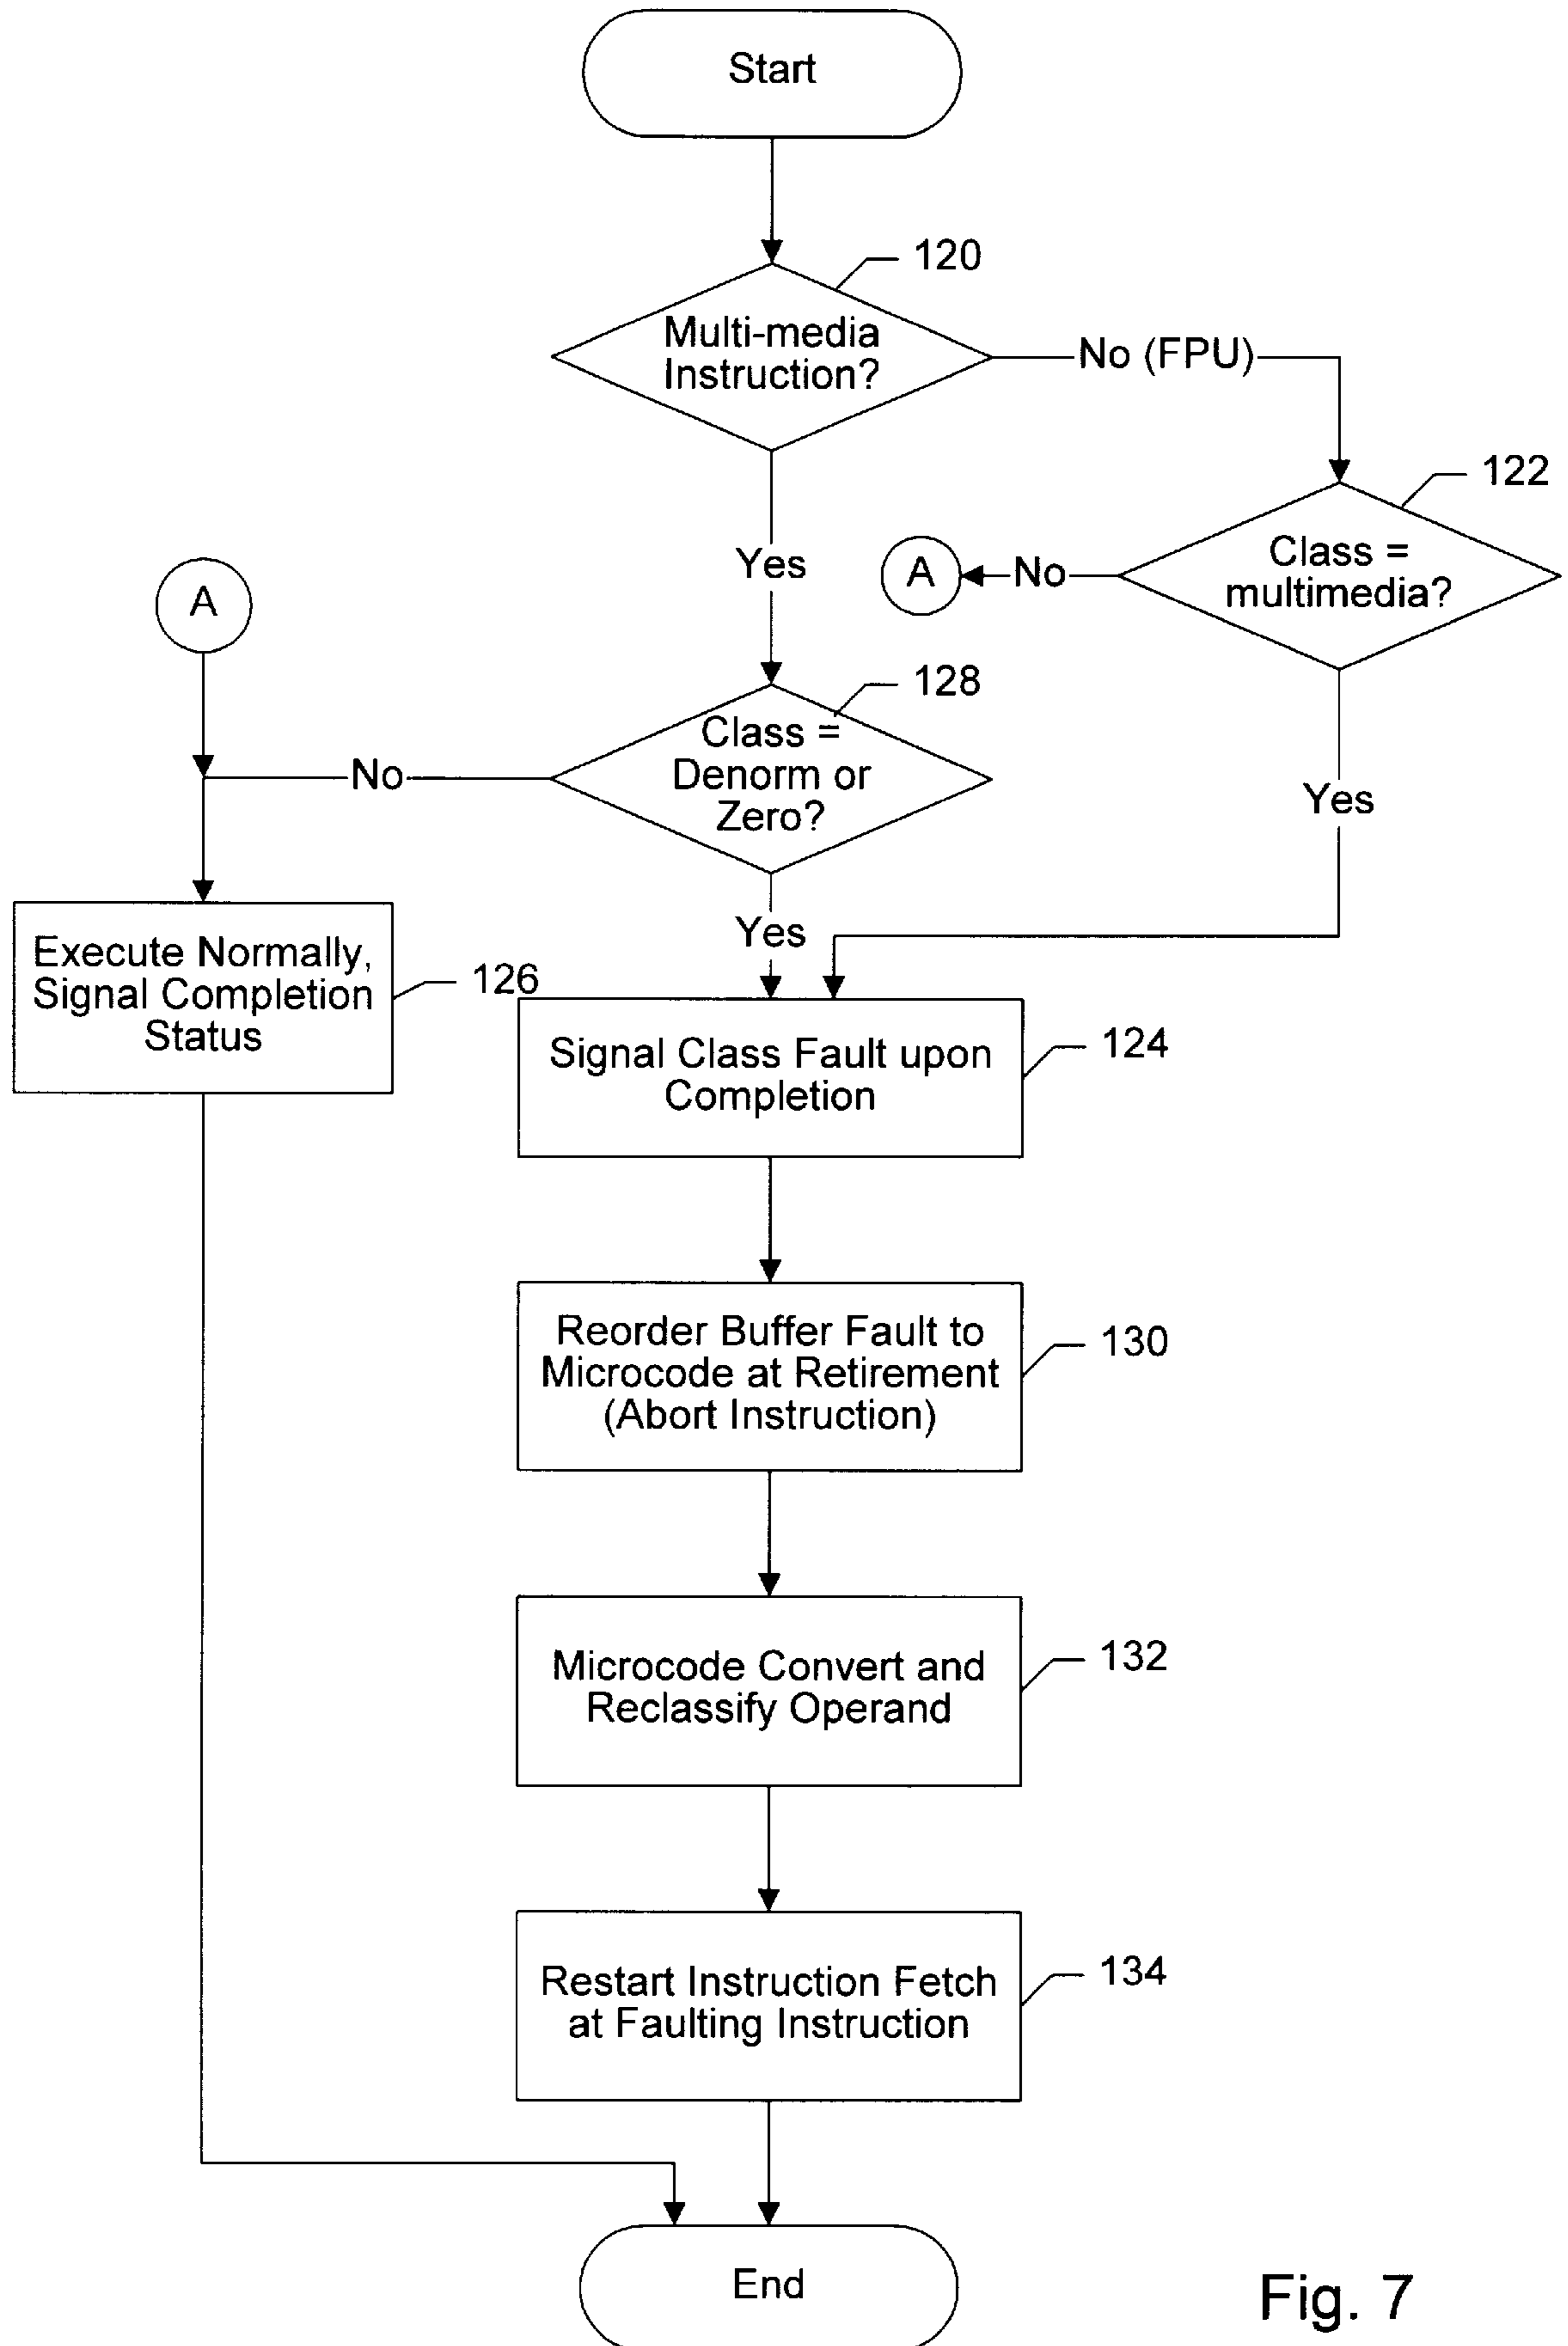 Start
120
Multi-media
Instruction?
No (FPU)
122
Class =
multimedia?
A
No
Yes
A
128
Class =
Denorm or
Zero?
No
Yes
Yes
Execute Normally,
Signal Completion
Status
126
Signal Class Fault upon
Completion
124
Reorder Buffer Fault to
Microcode at Retirement
(Abort Instruction)
130
Microcode Convert and
Reclassify Operand
132
Restart Instruction Fetch
at Faulting Instruction
134
End
Fig. 7